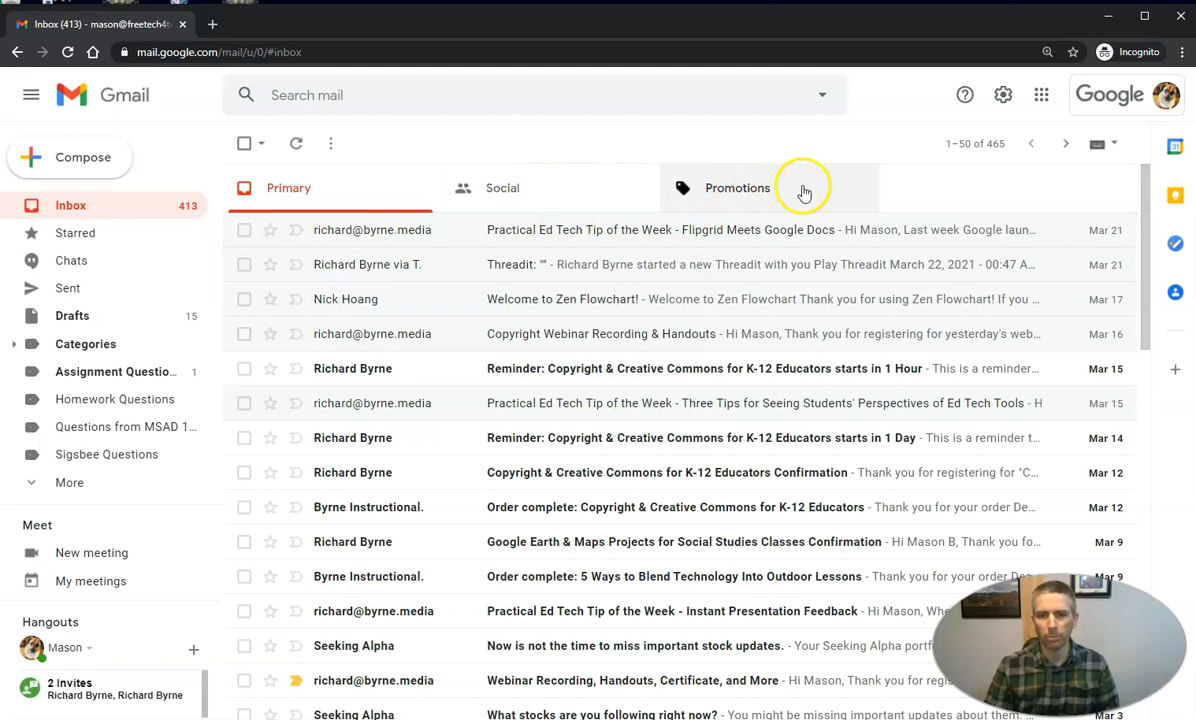 Inbox (413) - mason@freetech4t
mail.google.com/mail/u/0/#inbox
Incognito
Gmail
Search mail
Google
Compose
1–50 of 465
Inbox 413
Starred
Chats
Sent
Drafts 15
Categories
Assignment Questio... 1
Homework Questions
Questions from MSAD 1...
Sigsbee Questions
More
Meet
New meeting
My meetings
Hangouts
Mason
2 Invites
Richard Byrne, Richard Byrne
Primary
Social
Promotions
richard@byrne.media Practical Ed Tech Tip of the Week - Flipgrid Meets Google Docs - Hi Mason, Last week Google laun... Mar 21
Richard Byrne via T. Threadit: "" - Richard Byrne started a new Threadit with you Play Threadit March 22, 2021 - 00:47 A... Mar 21
Nick Hoang Welcome to Zen Flowchart! - Welcome to Zen Flowchart Thank you for using Zen Flowchart! If you ... Mar 17
richard@byrne.media Copyright Webinar Recording & Handouts - Hi Mason, Thank you for registering for yesterday's web... Mar 16
Richard Byrne Reminder: Copyright & Creative Commons for K-12 Educators starts in 1 Hour - This is a reminder... Mar 15
richard@byrne.media Practical Ed Tech Tip of the Week - Three Tips for Seeing Students' Perspectives of Ed Tech Tools - H Mar 15
Richard Byrne Reminder: Copyright & Creative Commons for K-12 Educators starts in 1 Day - This is a reminder t... Mar 14
Richard Byrne Copyright & Creative Commons for K-12 Educators Confirmation - Thank you for registering for "C... Mar 12
Byrne Instructional. Order complete: Copyright & Creative Commons for K-12 Educators - Thank you for your order De... Mar 12
Richard Byrne Google Earth & Maps Projects for Social Studies Classes Confirmation - Hi Mason B, Thank you fo... Mar 9
Byrne Instructional. Order complete: 5 Ways to Blend Technology Into Outdoor Lessons - Thank you for your order De... Mar 9
richard@byrne.media Practical Ed Tech Tip of the Week - Instant Presentation Feedback - Hi Mason, Whe
Seeking Alpha Now is not the time to miss important stock updates. - Your Seeking Alpha portf
richard@byrne.media Webinar Recording, Handouts, Certificate, and More - Hi Mason, Thank you for reg
Seeking Alpha What stocks are you following right now? - You might be missing important updates about them. Mar 3